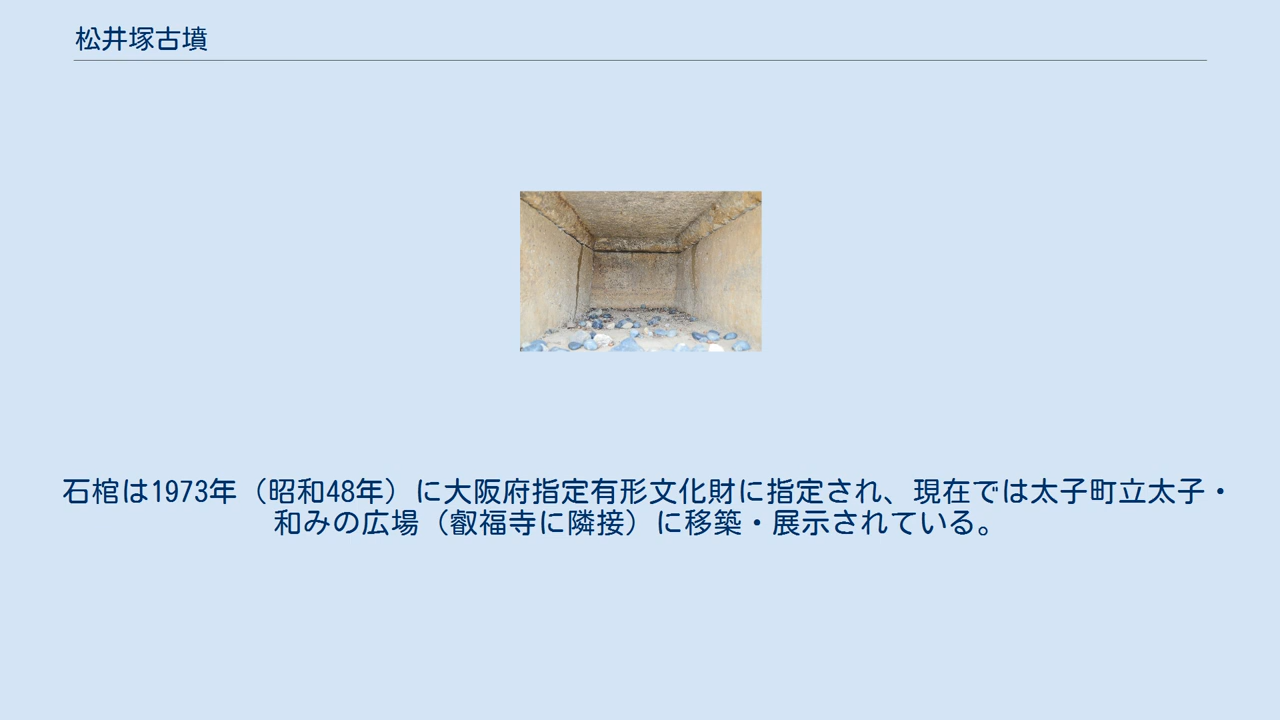 松井塚古墳
石棺は1973年（昭和48年）に大阪府指定有形文化財に指定され、現在では太子町立太子・
和みの広場（叡福寺に隣接）に移築・展示されている。